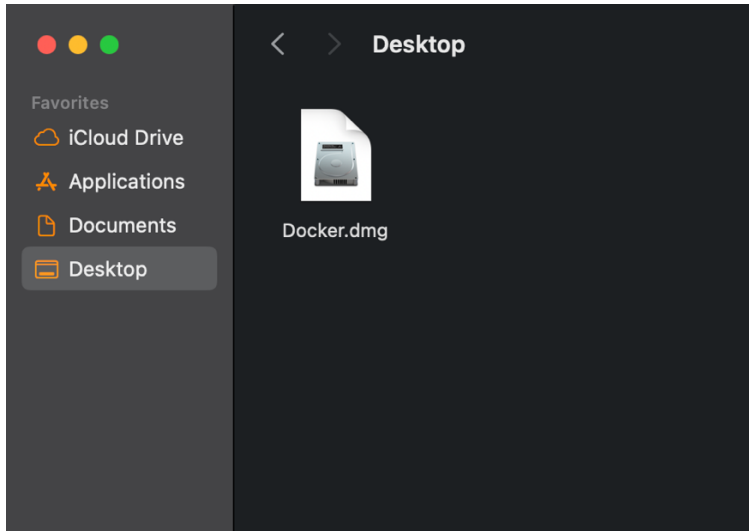 Favorites
iCloud Drive
Applications
Documents
Desktop
Desktop
Docker.dmg